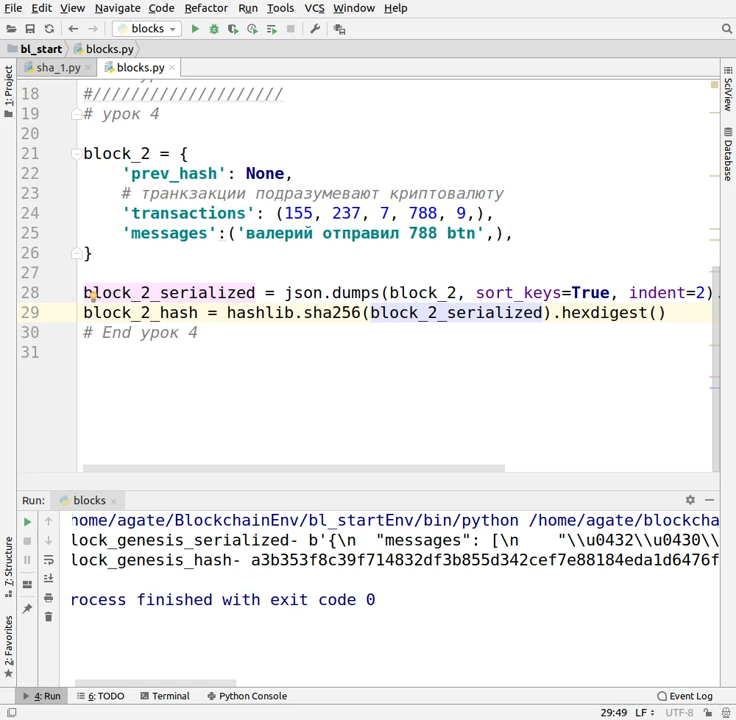 File Edit View Navigate Code Refactor Run Tools VCS Window Help
blocks
bl_start blocks.py
sha_1.py blocks.py
1: Project
SciView
Database
18 #////////////////////
19 # урок 4
20
21 block_2 = {
22 'prev_hash': None,
23 # транкзакции подразумевают криптовалюту
24 'transactions': (155, 237, 7, 788, 9,),
25 'messages':('валерий отправил 788 btn',),
26 }
27
28 block_2_serialized = json.dumps(block_2, sort_keys=True, indent=2).
29 block_2_hash = hashlib.sha256(block_2_serialized).hexdigest()
30 # End урок 4
31
Run: blocks
home/agate/BlockchainEnv/bl_startEnv/bin/python /home/agate/blockcha
lock_genesis_serialized- b'{\n  "messages": [\n    "\\u0432\\u0430\\
lock_genesis_hash- a3b353f8c39f714832df3b855d342cef7e88184eda1d6476f
rocess finished with exit code 0
7: Structure
2: Favorites
4: Run 6: TODO Terminal Python Console Event Log
29:49 LF UTF-8